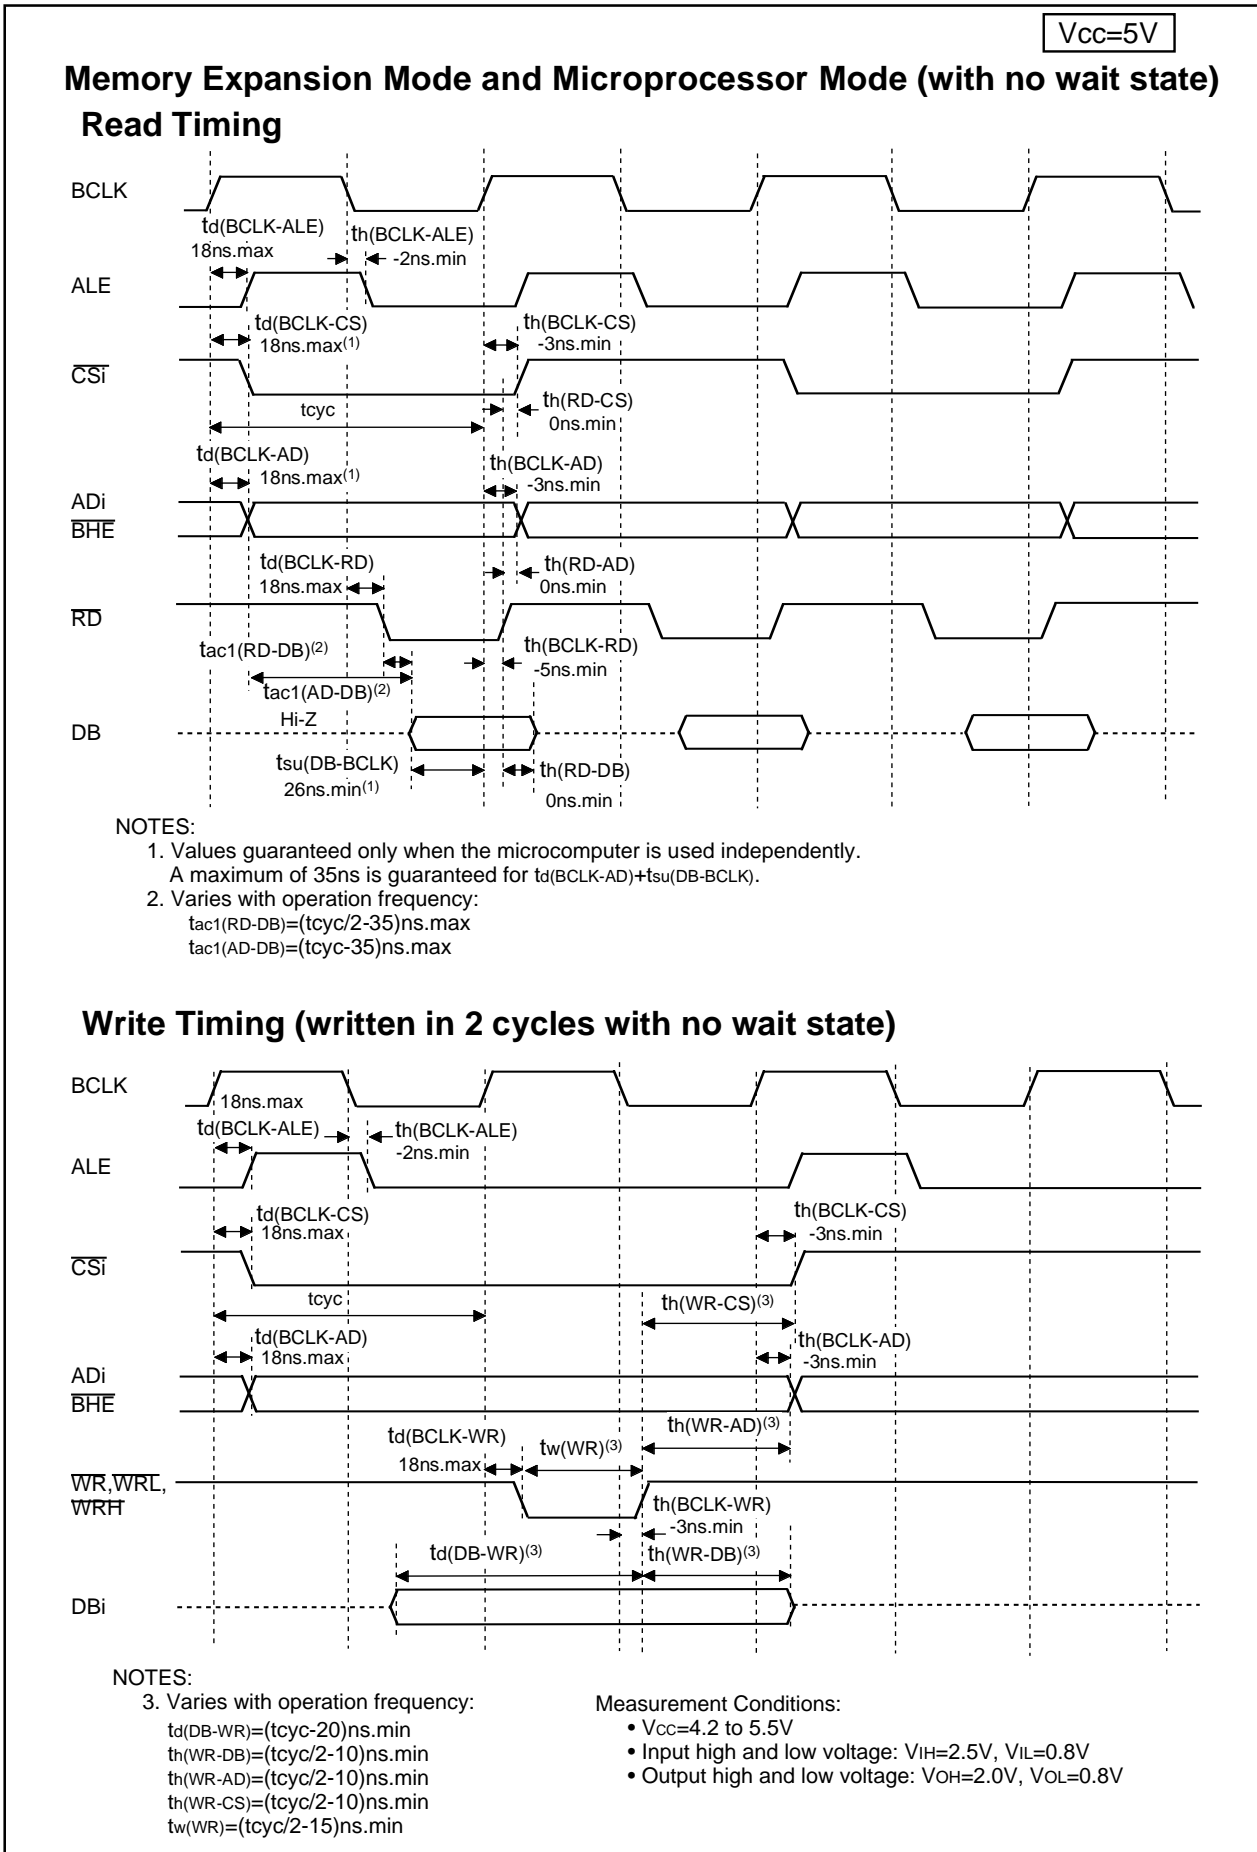 Vcc=5V
Memory Expansion Mode and Microprocessor Mode (with no wait state)
Read Timing
BCLK
td(BCLK-ALE)
18ns.max
th(BCLK-ALE)
-2ns.min
ALE
td(BCLK-CS)
18ns.max(1)
th(BCLK-CS)
-3ns.min
CSi
tcyc
th(RD-CS)
0ns.min
td(BCLK-AD)
18ns.max(1)
th(BCLK-AD)
-3ns.min
ADi
BHE
td(BCLK-RD)
18ns.max
th(RD-AD)
0ns.min
RD
tac1(RD-DB)(2)
th(BCLK-RD)
-5ns.min
tac1(AD-DB)(2)
Hi-Z
DB
tsu(DB-BCLK)
26ns.min(1)
th(RD-DB)
0ns.min
NOTES:
1. Values guaranteed only when the microcomputer is used independently.
A maximum of 35ns is guaranteed for td(BCLK-AD)+tsu(DB-BCLK).
2. Varies with operation frequency:
tac1(RD-DB)=(tcyc/2-35)ns.max
tac1(AD-DB)=(tcyc-35)ns.max
Write Timing (written in 2 cycles with no wait state)
BCLK
18ns.max
td(BCLK-ALE)
th(BCLK-ALE)
-2ns.min
ALE
td(BCLK-CS)
18ns.max
th(BCLK-CS)
-3ns.min
CSi
tcyc
th(WR-CS)(3)
td(BCLK-AD)
18ns.max
th(BCLK-AD)
-3ns.min
ADi
BHE
td(BCLK-WR)
18ns.max
tw(WR)(3)
th(WR-AD)(3)
WR,WRL,
WRH
th(BCLK-WR)
-3ns.min
td(DB-WR)(3)
th(WR-DB)(3)
DBi
NOTES:
3. Varies with operation frequency:
td(DB-WR)=(tcyc-20)ns.min
th(WR-DB)=(tcyc/2-10)ns.min
th(WR-AD)=(tcyc/2-10)ns.min
th(WR-CS)=(tcyc/2-10)ns.min
tw(WR)=(tcyc/2-15)ns.min
Measurement Conditions:
• VCC=4.2 to 5.5V
• Input high and low voltage: VIH=2.5V, VIL=0.8V
• Output high and low voltage: VOH=2.0V, VOL=0.8V